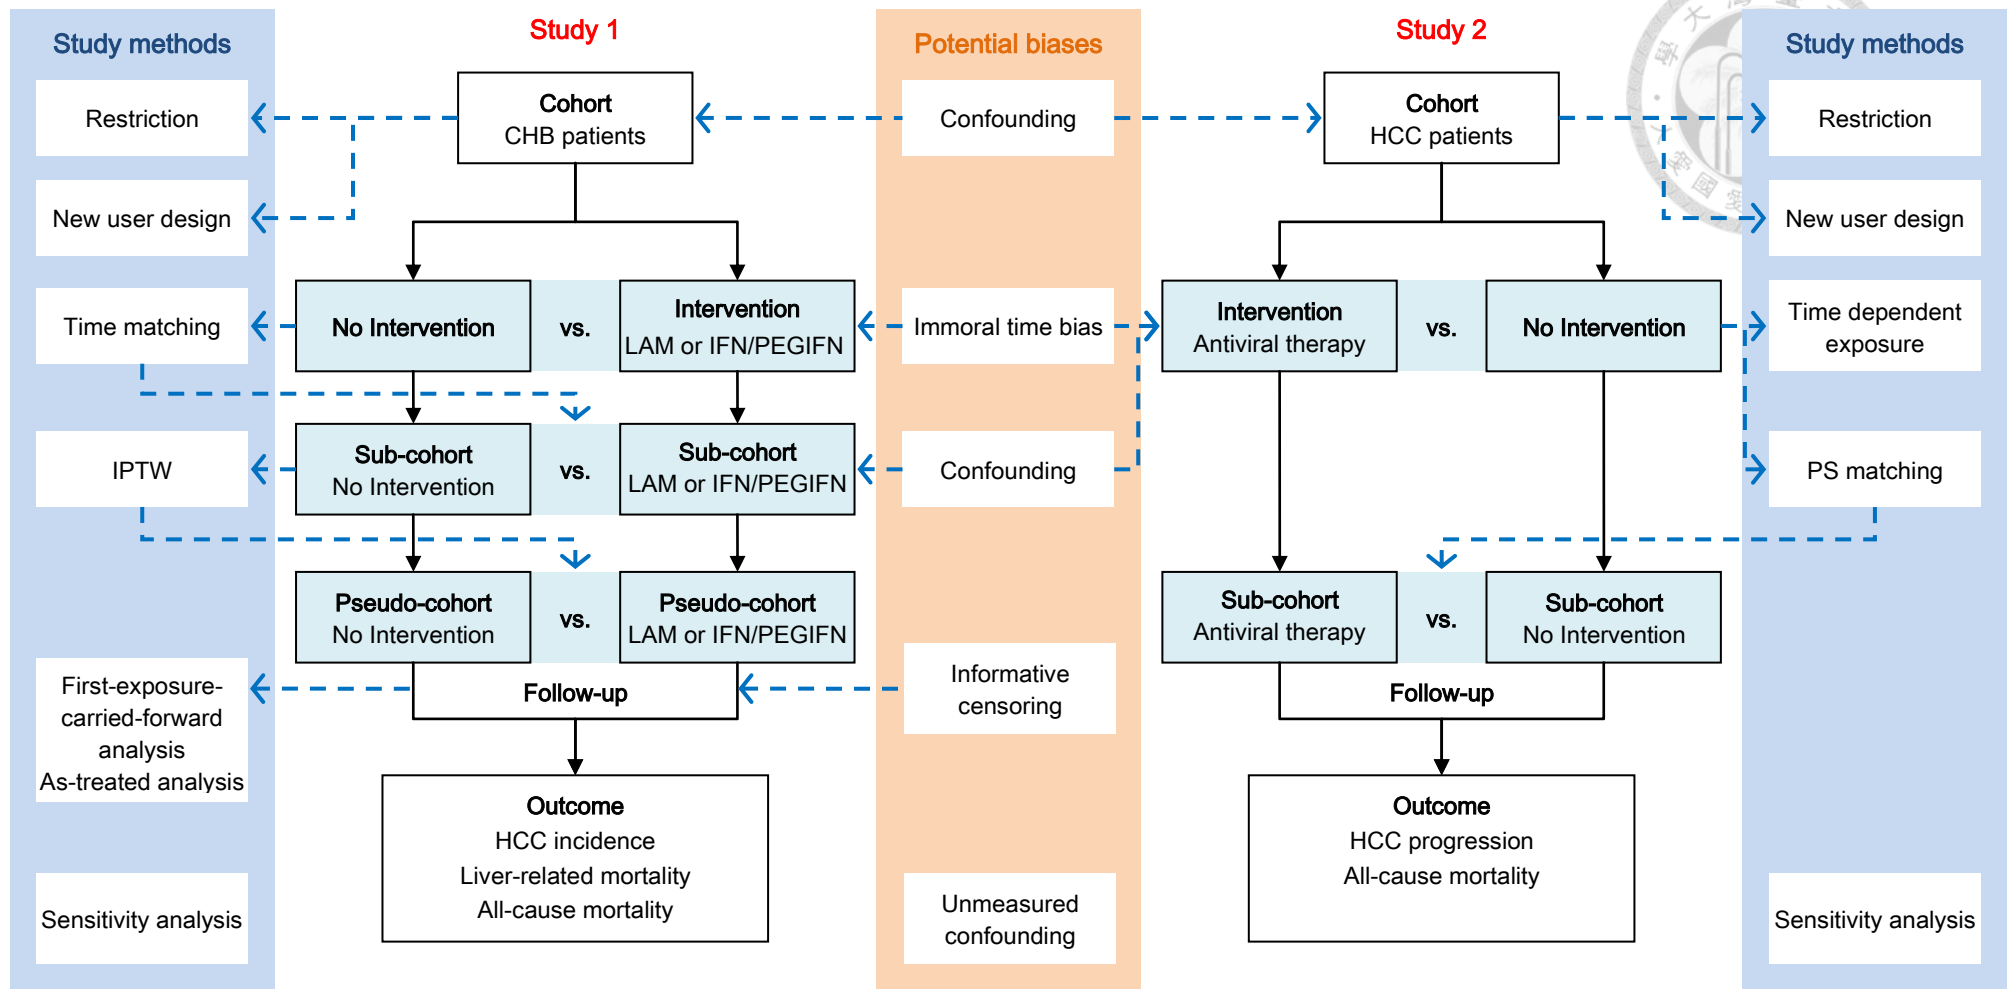 Study methods
Restriction
New user design
Time matching
IPTW
First-exposure-
carried-forward
analysis
As-treated analysis
Sensitivity analysis
Study 1
Cohort
CHB patients
No Intervention
vs.
Intervention
LAM or IFN/PEGIFN
Sub-cohort
No Intervention
vs.
Sub-cohort
LAM or IFN/PEGIFN
Pseudo-cohort
No Intervention
vs.
Pseudo-cohort
LAM or IFN/PEGIFN
Follow-up
Outcome
HCC incidence
Liver-related mortality
All-cause mortality
Potential biases
Confounding
Immoral time bias
Confounding
Informative
censoring
Unmeasured
confounding
Study 2
Cohort
HCC patients
Intervention
Antiviral therapy
vs.
No Intervention
Sub-cohort
Antiviral therapy
vs.
Sub-cohort
No Intervention
Follow-up
Outcome
HCC progression
All-cause mortality
Study methods
Restriction
New user design
Time dependent
exposure
PS matching
Sensitivity analysis
大學
愛國愛